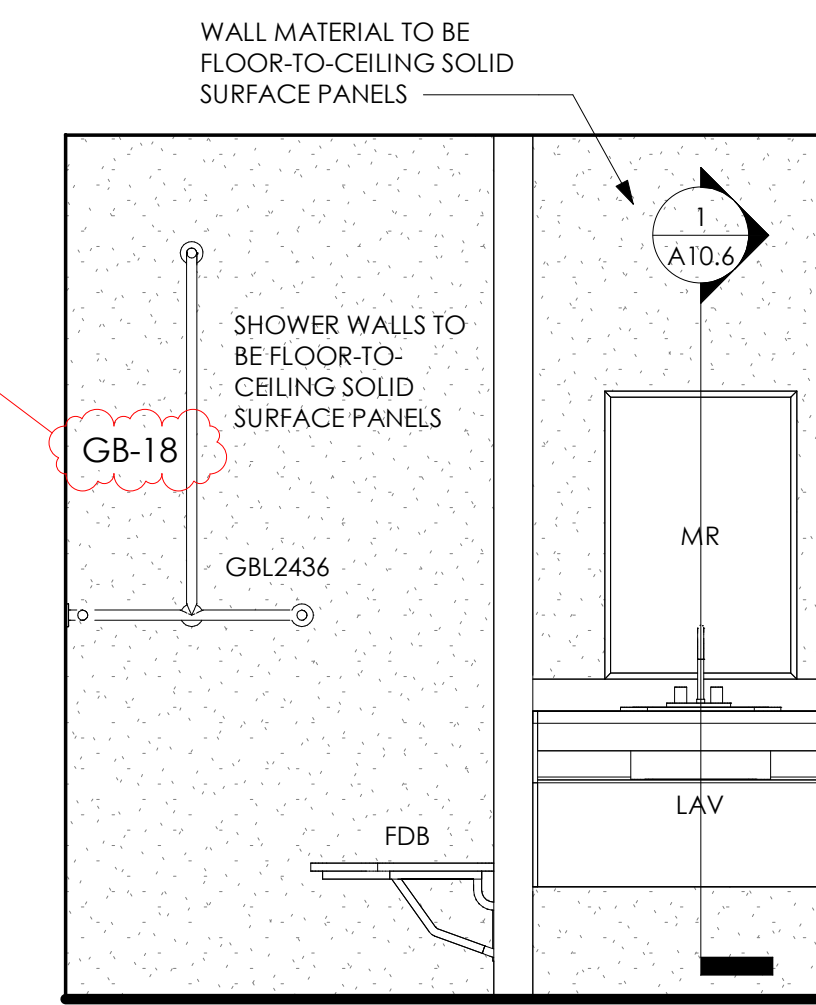 WALL MATERIAL TO BE
FLOOR-TO-CEILING SOLID
SURFACE PANELS
1
A10.6
SHOWER WALLS TO
BE FLOOR-TO-
CEILING SOLID
SURFACE PANELS
GB-18
GBL2436
MR
LAV
FDB